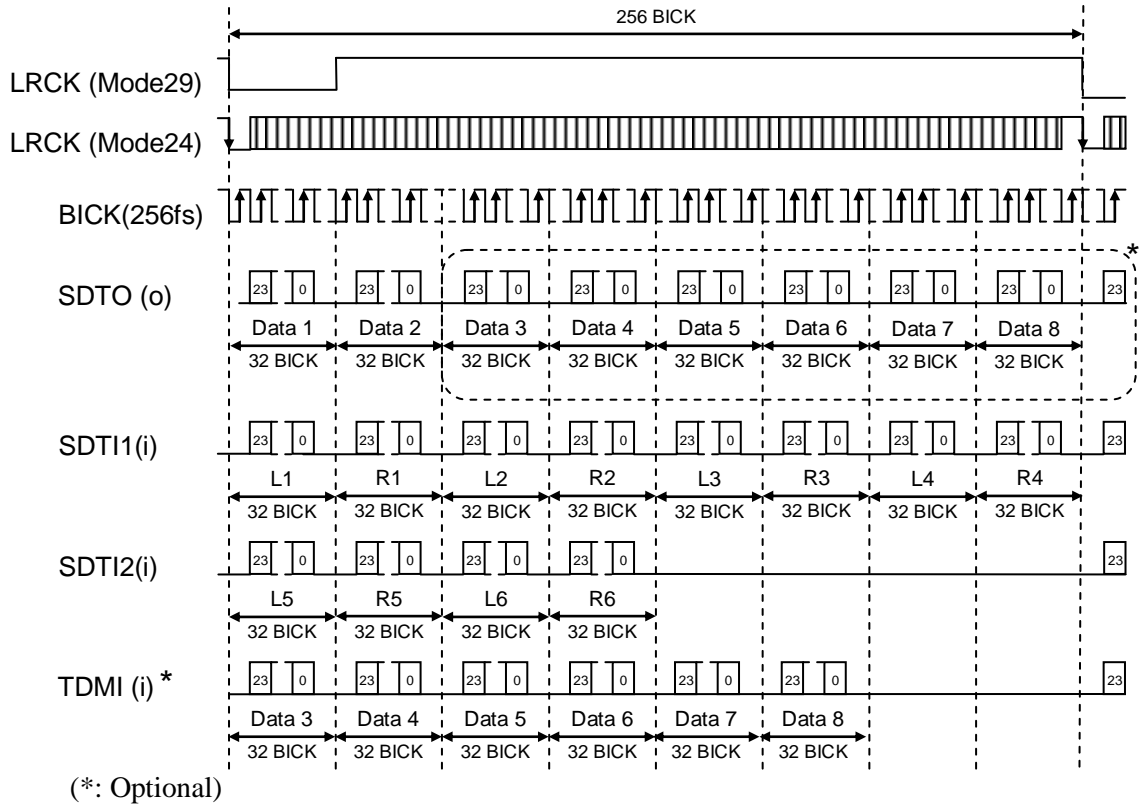 256 BICK
LRCK (Mode29)
LRCK (Mode24)
BICK(256fs)
*
SDTO (o)
23 0 23 0 23 0 23 0 23 0 23 0 23 0 23 0 23
Data 1 Data 2 Data 3 Data 4 Data 5 Data 6 Data 7 Data 8
32 BICK 32 BICK 32 BICK 32 BICK 32 BICK 32 BICK 32 BICK 32 BICK
SDTI1(i)
23 0 23 0 23 0 23 0 23 0 23 0 23 0 23 0 23
L1 R1 L2 R2 L3 R3 L4 R4
32 BICK 32 BICK 32 BICK 32 BICK 32 BICK 32 BICK 32 BICK 32 BICK
SDTI2(i)
23 0 23 0 23 0 23 0 23
L5 R5 L6 R6
32 BICK 32 BICK 32 BICK 32 BICK
TDMI (i) *
23 0 23 0 23 0 23 0 23 0 23 0 23
Data 3 Data 4 Data 5 Data 6 Data 7 Data 8
32 BICK 32 BICK 32 BICK 32 BICK 32 BICK 32 BICK
(*: Optional)